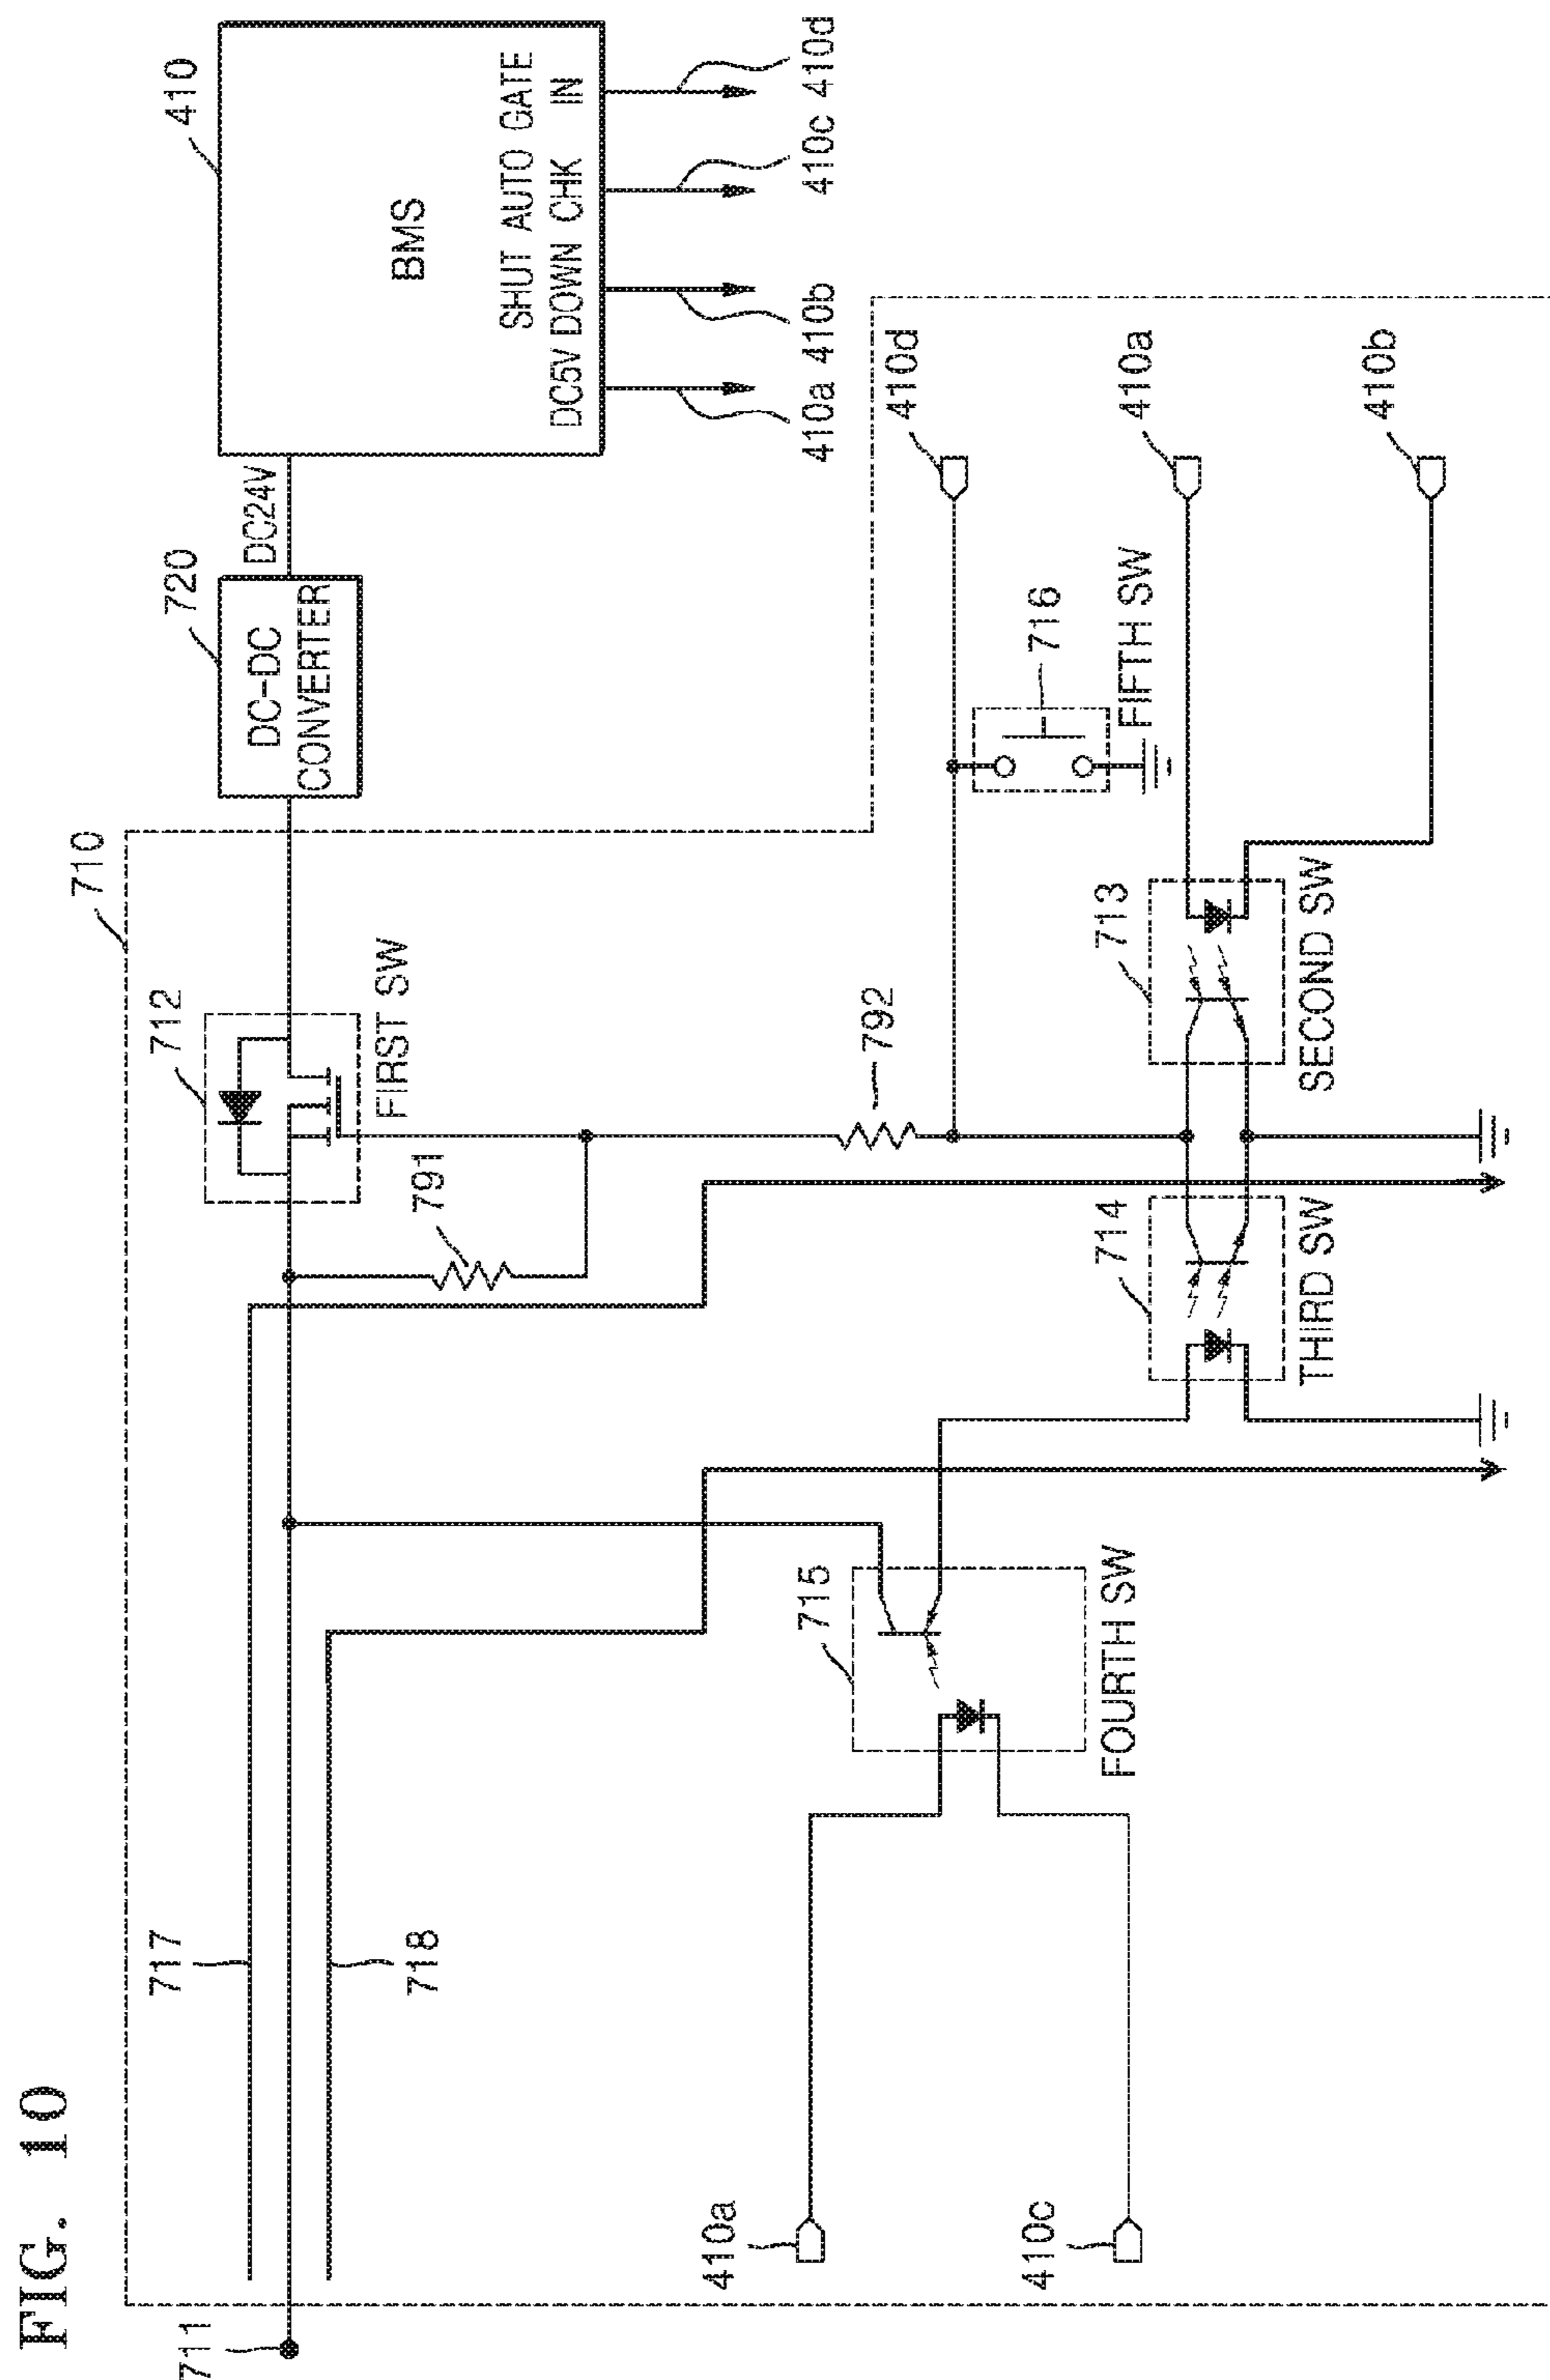 FIG. 10
710
711
717
718
712
FIRST SW
720
DC-DC
CONVERTER
DC24V
410
BMS
SHUT AUTO GATE
DC5V DOWN CHK IN
410a 410b 410c 410d
791
792
410d
716
FIFTH SW
410a
410b
715
FOURTH SW
714
THIRD SW
713
SECOND SW
410a
410c